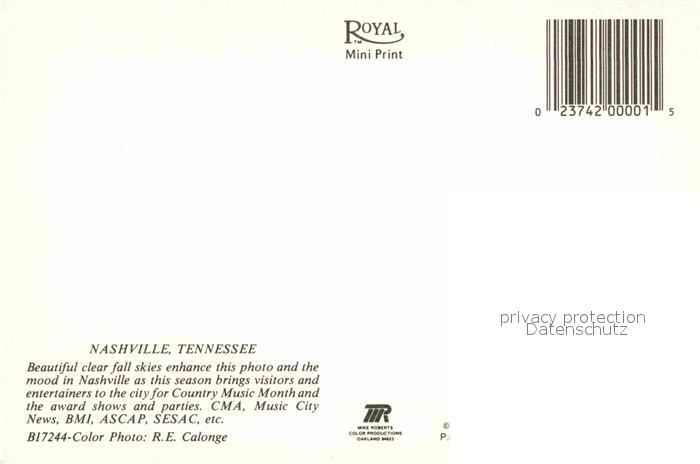 ROYAL
TM
Mini Print
0 23742 00001 5
privacy protection
Datenschutz
NASHVILLE, TENNESSEE
Beautiful clear fall skies enhance this photo and the
mood in Nashville as this season brings visitors and
entertainers to the city for Country Music Month and
the award shows and parties. CMA, Music City
News, BMI, ASCAP, SESAC, etc.
B17244-Color Photo: R.E. Calonge
MIKE ROBERTS
COLOR PRODUCTIONS
OAKLAND 94623
©
P.